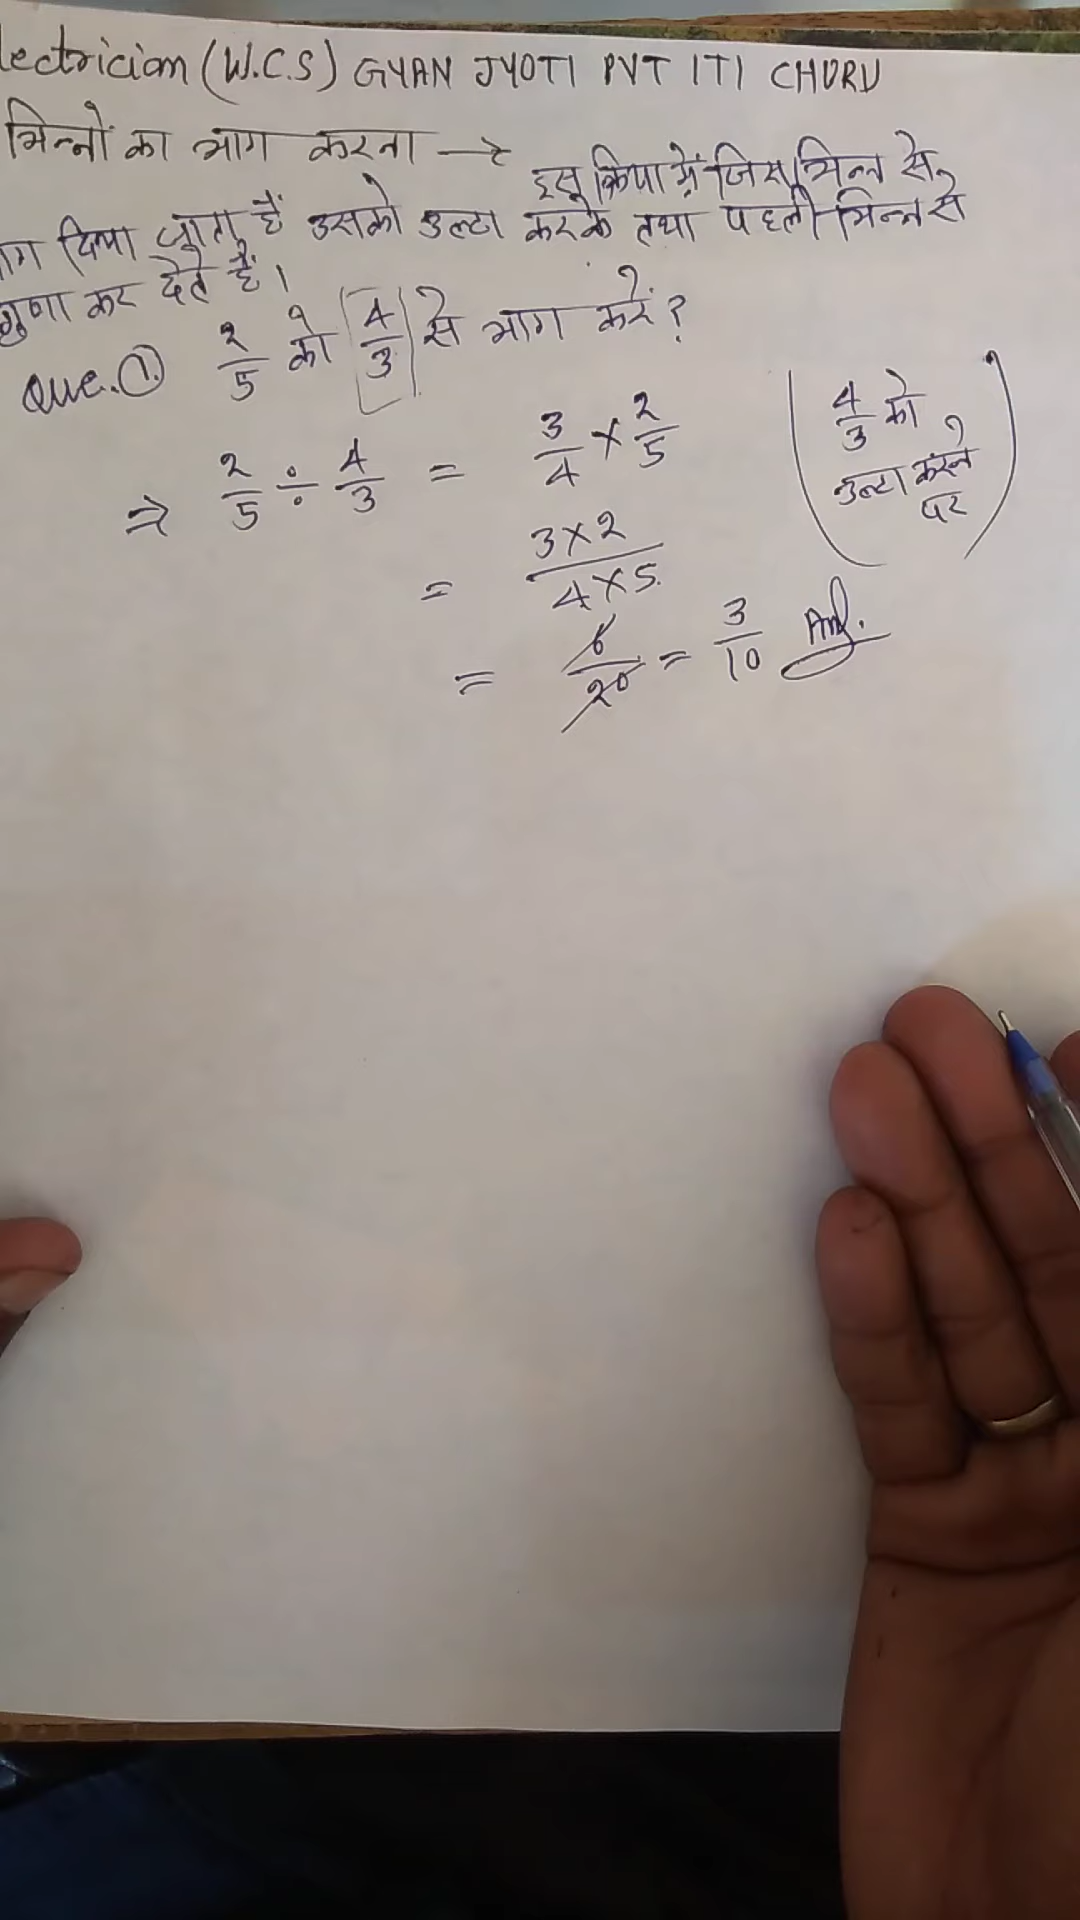 lectrician (W.C.S) GYAN JYOTI PVT ITI CHURU
भिन्नों का भाग करना → इस क्रिया में जिस भिन्न से
ाग दिया जाता हैं उसको उल्टा करके तथा पहली भिन्न से
गुणा कर देते हैं।
Que. ① 2/5 को 4/3 से भाग करें?
⇒ 2/5 ÷ 4/3 = 3/4 × 2/5 (4/3 को उल्टा करने पर)
= 3×2/4×5
= 6/20 = 3/10 Ans.